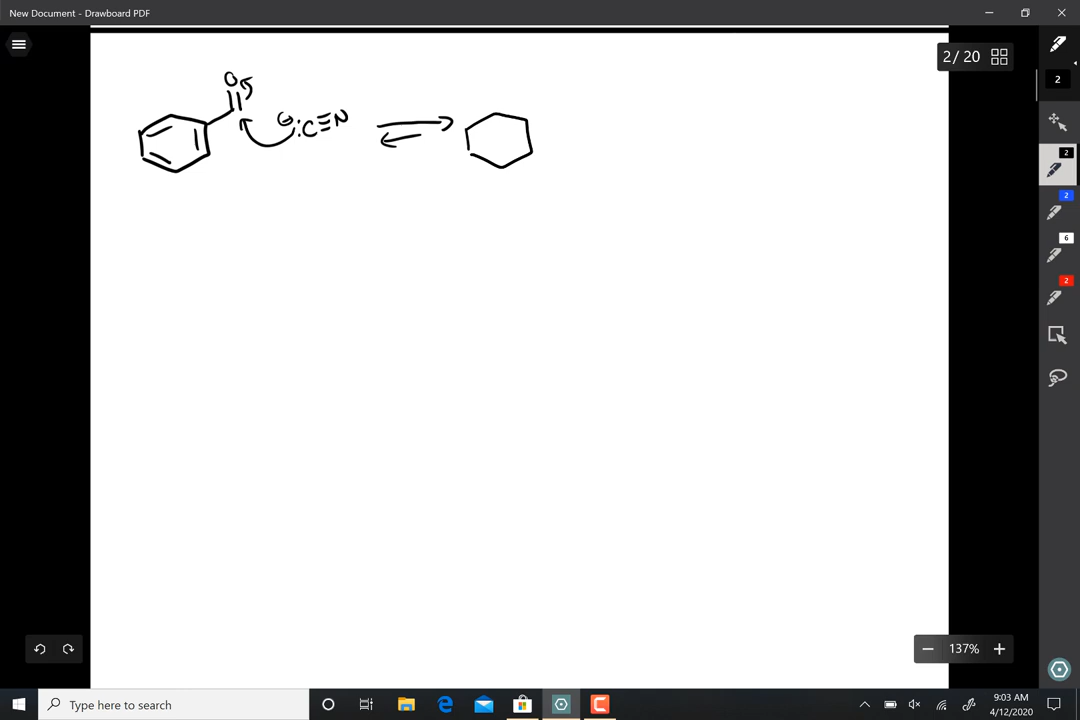 New Document - Drawboard PDF
2 / 20
2
O
⊖:C≡N
2
2
6
2
137%
Type here to search
9:03 AM
4/12/2020